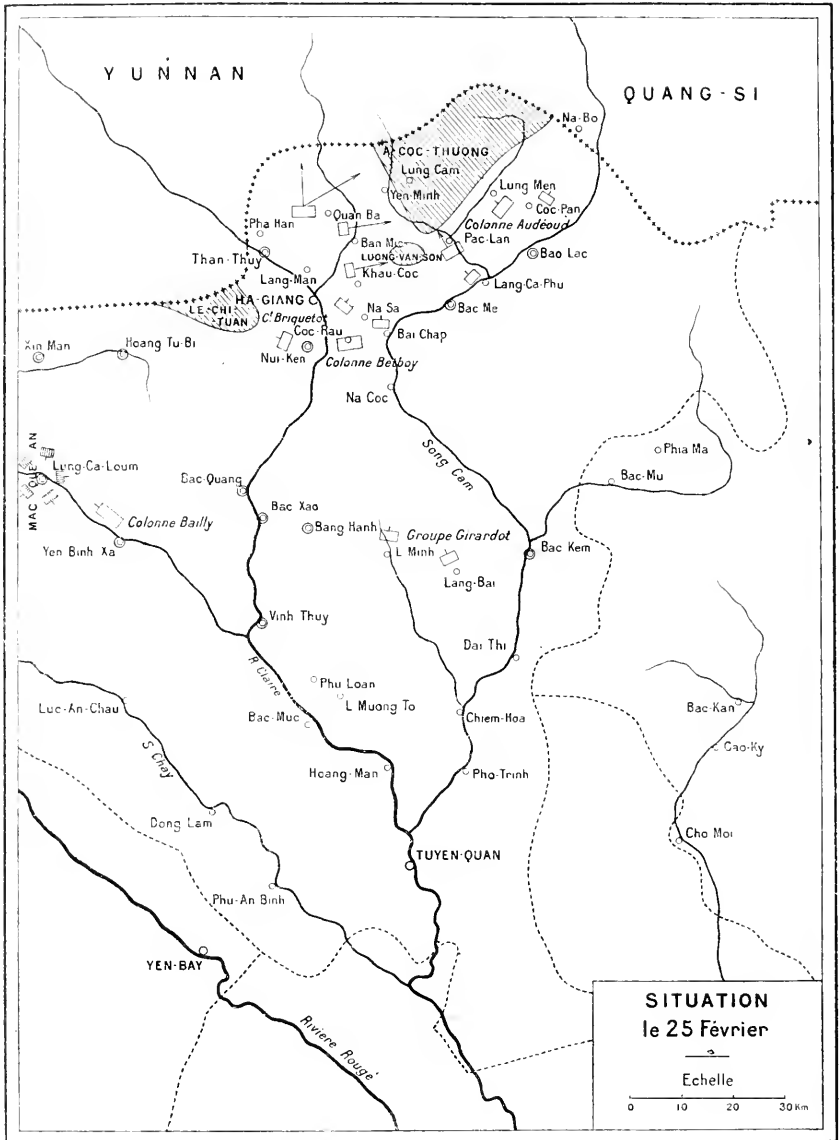 YUNNAN
QUANG-SI
Na-Bo
A-COC-THUONG
Lung Cam
Yen-Minh
Lung Men
Coc-Pan
Colonne Audéoud
Pha Han
Quan Ba
Ban Mic
Pac-Lan
Than-Thuy
LUONG-VAN-SON
Bao Lac
Lang-Man
Khau-Coc
Lang-Ca-Phu
HA-GIANG
LE-CHI-TUAN
Ct Briquelot
Na Sa
Bac Me
Xin Man
Hoang Tu-Bi
Coc-Rau
Bai Chap
Nui-Ken
Colonne Betboy
Na Coc
MAC QUE AN
Lung-Ca-Loum
Song Cam
Phia Ma
Bac-Mu
Bac-Quang
Colonne Bailly
Bac Xao
Bang Hanh
Groupe Girardot
Yen Binh Xa
L Minh
Bac Kem
Lang-Bai
Vinh Thuy
Dai Thi
R Claire
Phu Loan
Luc-An-Chau
L Muong To
Bac-Kan
Bac-Muc
Chiem-Hoa
Cao-Ky
S Chay
Hoang-Man
Pho-Trinh
Dong Lam
Cho Moi
TUYEN-QUAN
Phu-An Binh
YEN-BAY
Rivière Rouge
SITUATION
le 25 Février
Echelle
0 10 20 30 Km